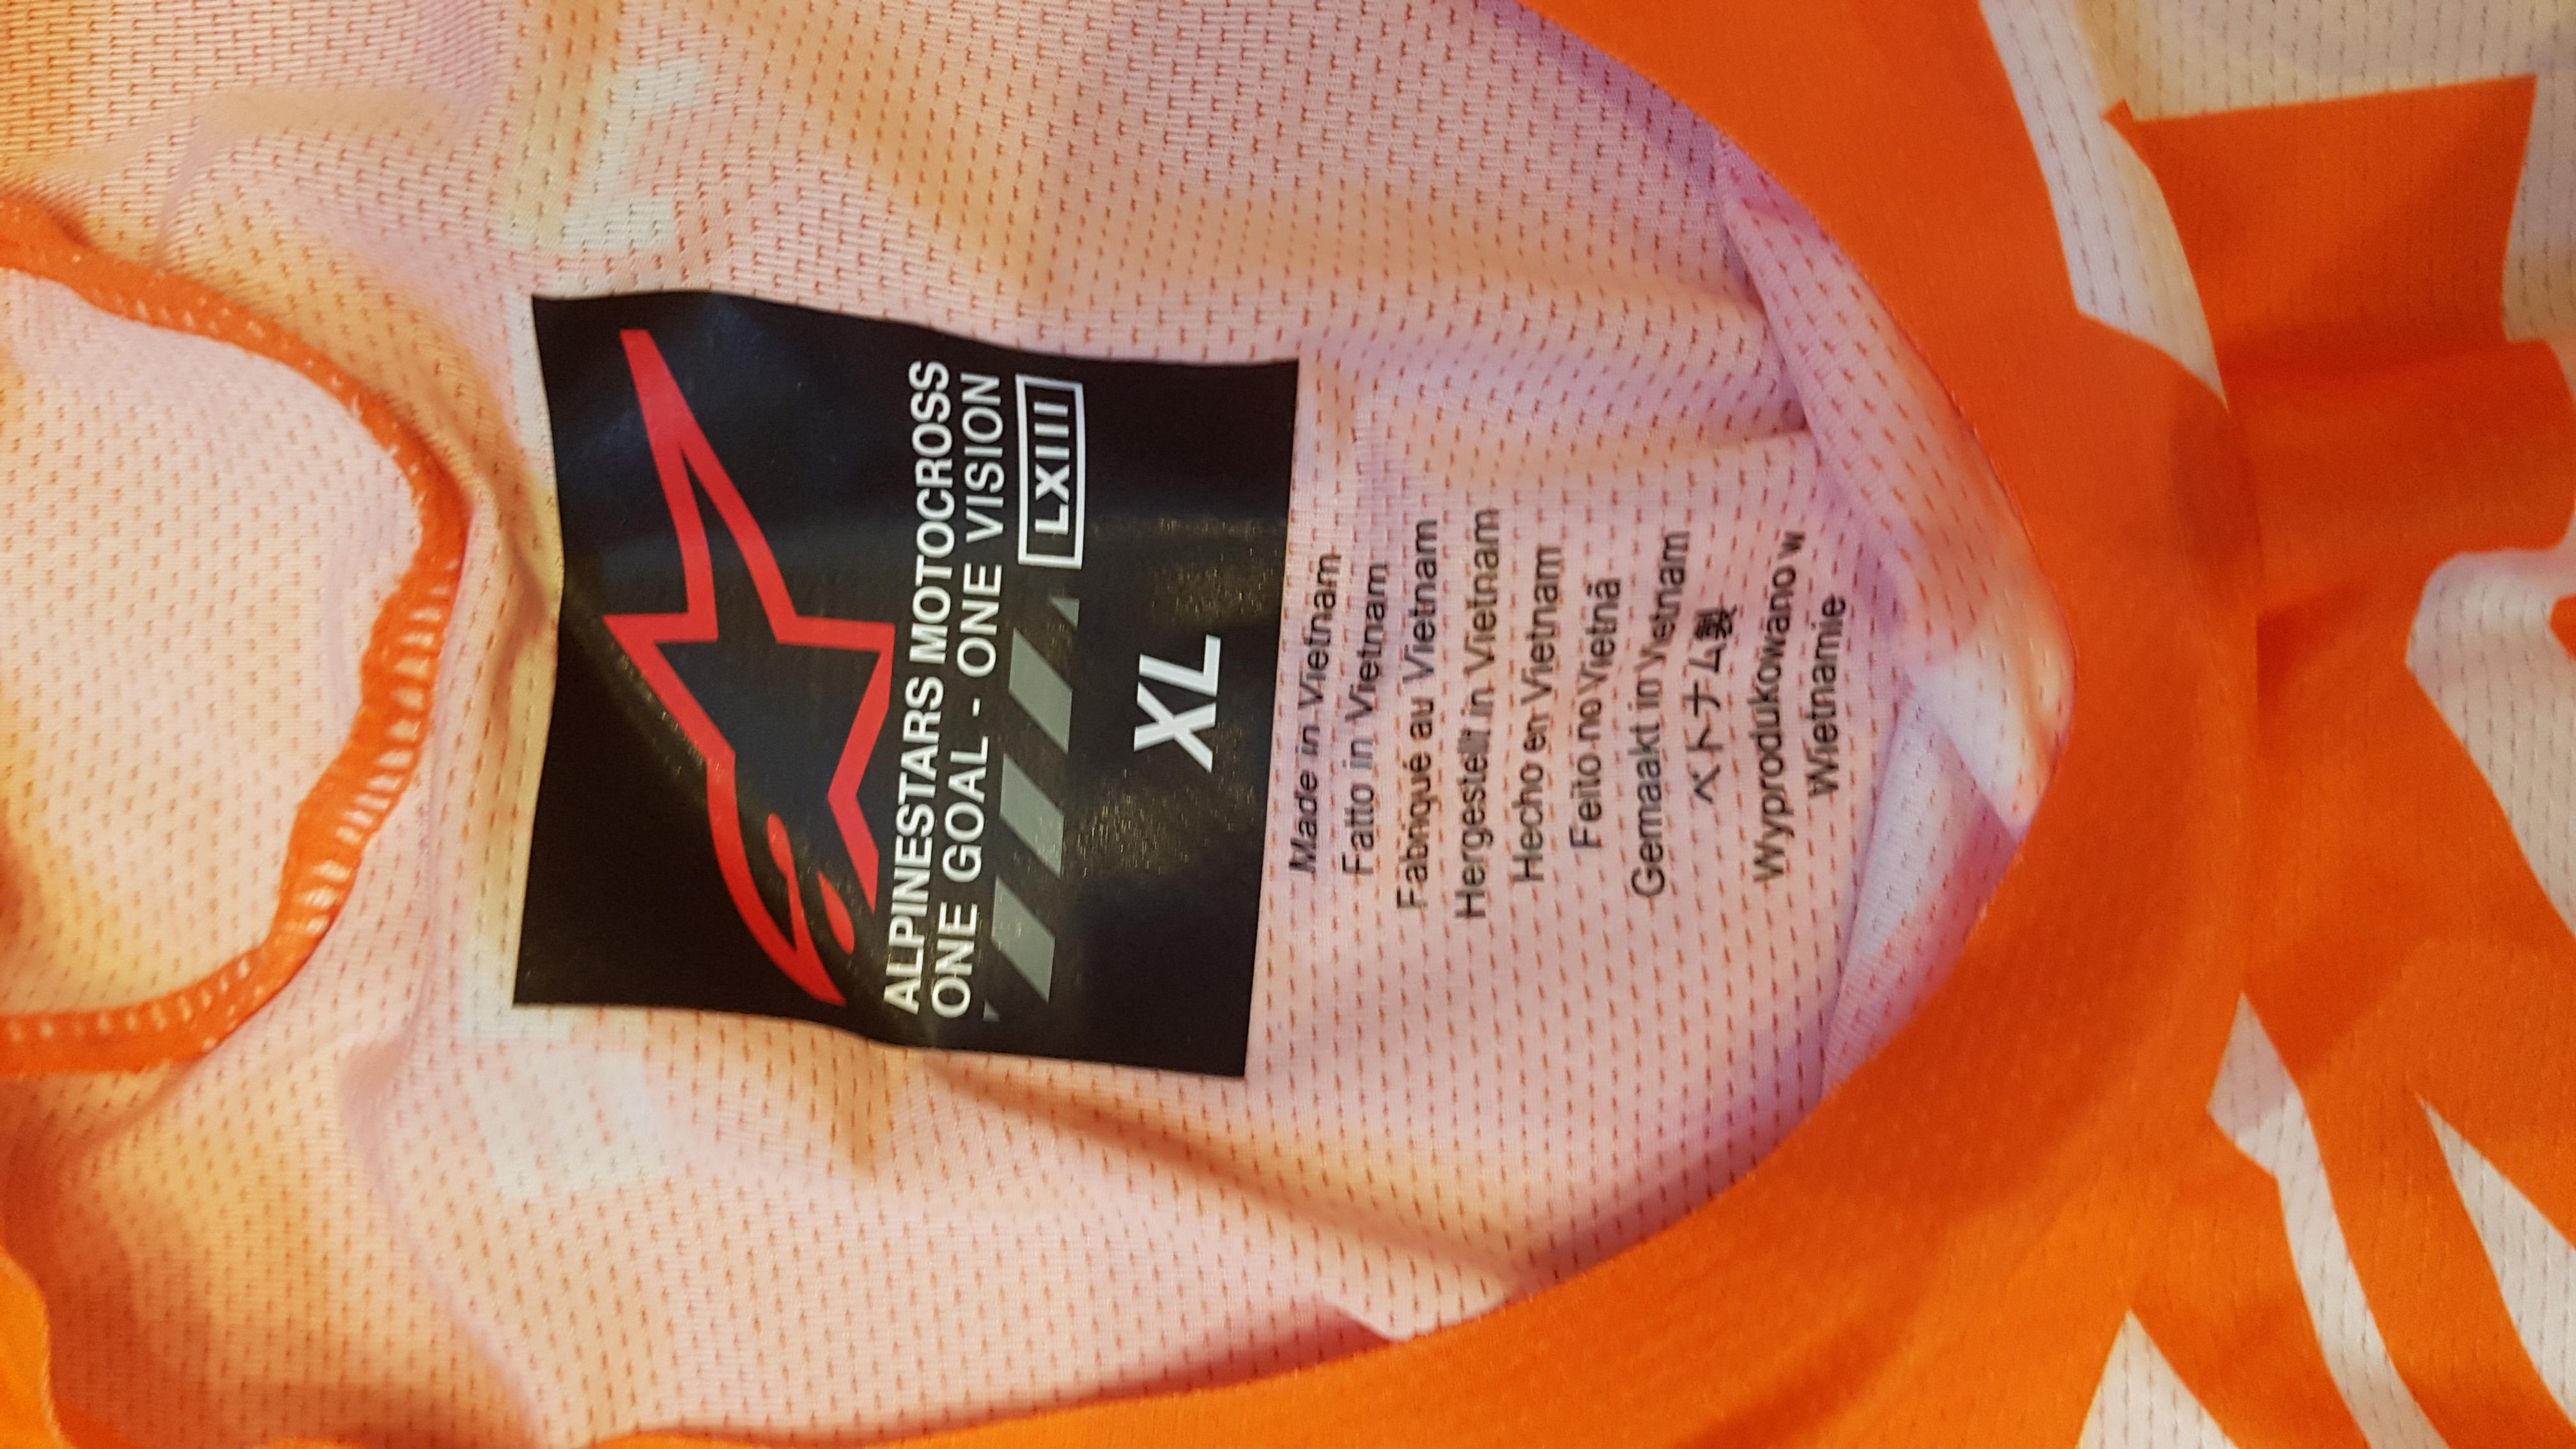 ALPINESTARS MOTOCROSS
ONE GOAL - ONE VISION
LXIII
XL
Made in Vietnam
Fatto in Vietnam
Fabriqué au Vietnam
Hergestellt in Vietnam
Hecho en Vietnam
Feito no Vietnã
Gemaakt in Vietnam
ベトナム製
Wyprodukowano w
Wietnamie